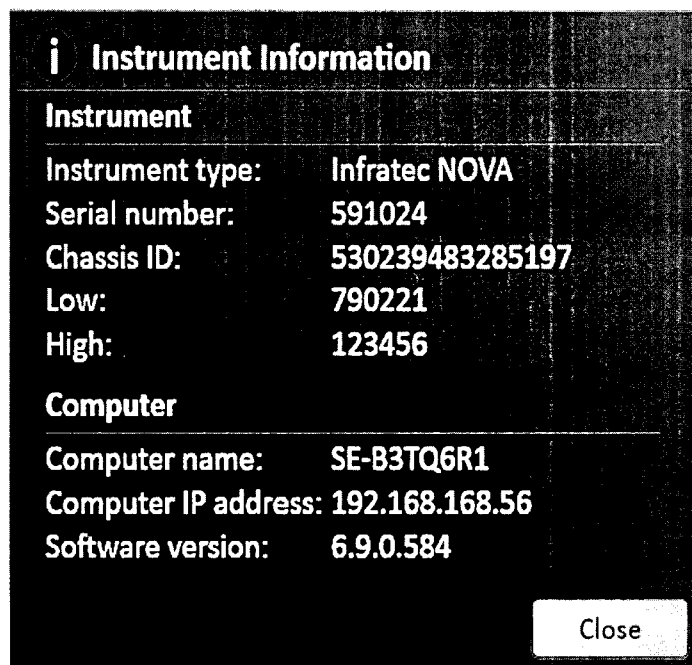 i Instrument Information
Instrument
Instrument type: Infratec NOVA
Serial number: 591024
Chassis ID: 530239483285197
Low: 790221
High: 123456
Computer
Computer name: SE-B3TQ6R1
Computer IP address: 192.168.168.56
Software version: 6.9.0.584
Close